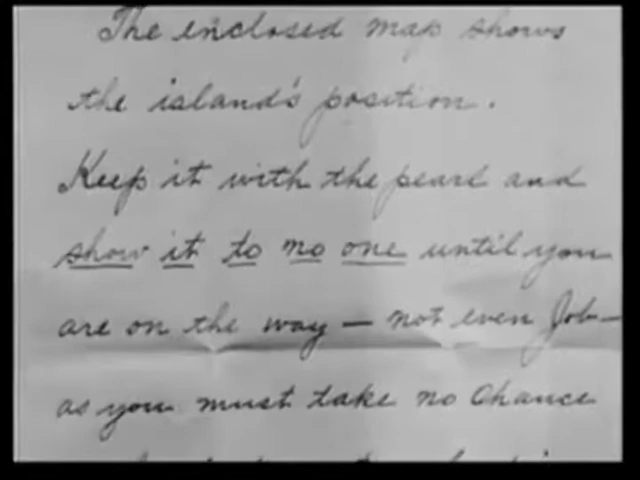 The enclosed map shows
the island's position.
Keep it with the pearl and
show it to no one until you
are on the way — not even Job—
as you must take no chance